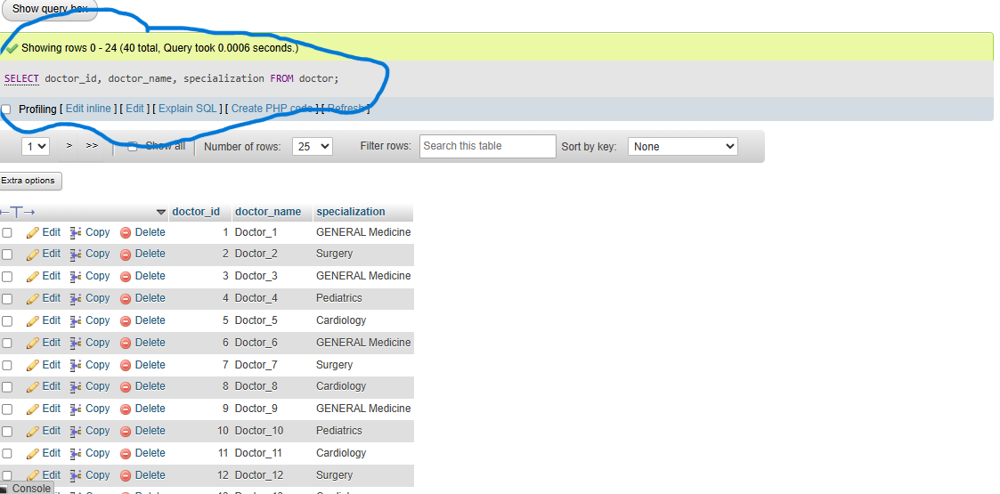 Show query box
Showing rows 0 - 24 (40 total, Query took 0.0006 seconds.)
SELECT doctor_id, doctor_name, specialization FROM doctor;
Profiling [ Edit inline ] [ Edit ] [ Explain SQL ] [ Create PHP code ] [ Refresh ]
1 > >> Show all Number of rows: 25 Filter rows: Search this table Sort by key: None
Extra options
←T→ doctor_id doctor_name specialization
Edit Copy Delete 1 Doctor_1 GENERAL Medicine
Edit Copy Delete 2 Doctor_2 Surgery
Edit Copy Delete 3 Doctor_3 GENERAL Medicine
Edit Copy Delete 4 Doctor_4 Pediatrics
Edit Copy Delete 5 Doctor_5 Cardiology
Edit Copy Delete 6 Doctor_6 GENERAL Medicine
Edit Copy Delete 7 Doctor_7 Surgery
Edit Copy Delete 8 Doctor_8 Cardiology
Edit Copy Delete 9 Doctor_9 GENERAL Medicine
Edit Copy Delete 10 Doctor_10 Pediatrics
Edit Copy Delete 11 Doctor_11 Cardiology
Edit Copy Delete 12 Doctor_12 Surgery
Console